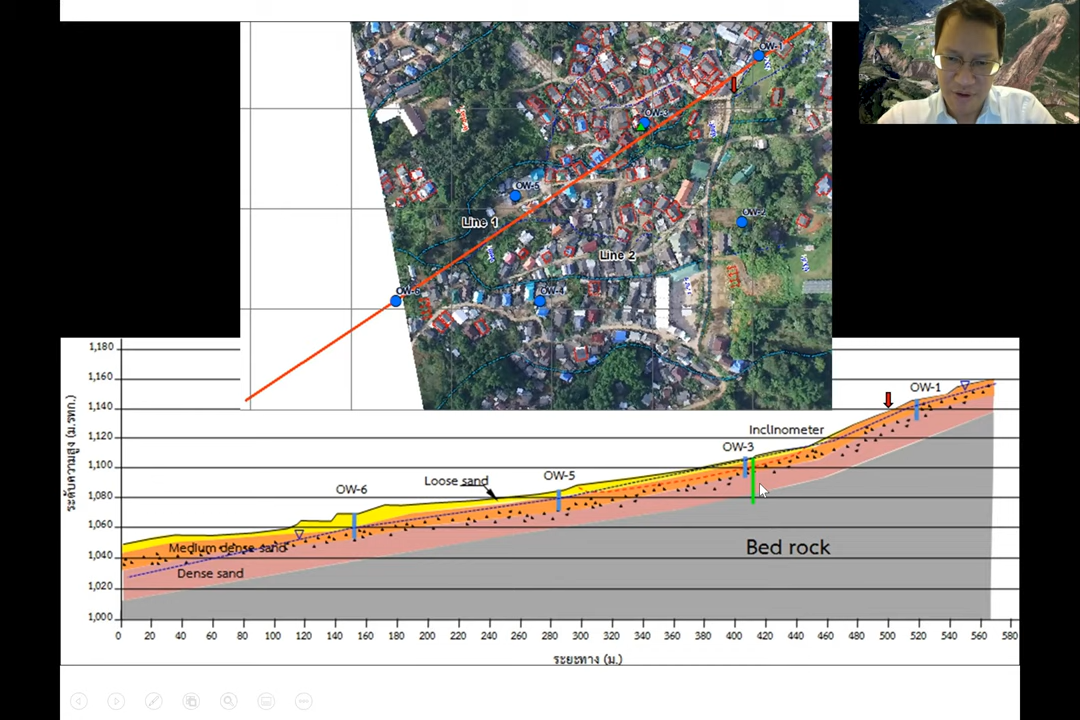 OW-1
OW-3
OW-5
OW-2
Line 1
Line 2
OW-6
OW-4
1,180
1,160
1,140
1,120
1,100
1,080
1,060
1,040
1,020
1,000
ระดับความสูง (ม.รทก.)
OW-1
Inclinometer
OW-3
OW-5
Loose sand
OW-6
Medium dense sand
Dense sand
Bed rock
0 20 40 60 80 100 120 140 160 180 200 220 240 260 280 300 320 340 360 380 400 420 440 460 480 500 520 540 560 580
ระยะทาง (ม.)